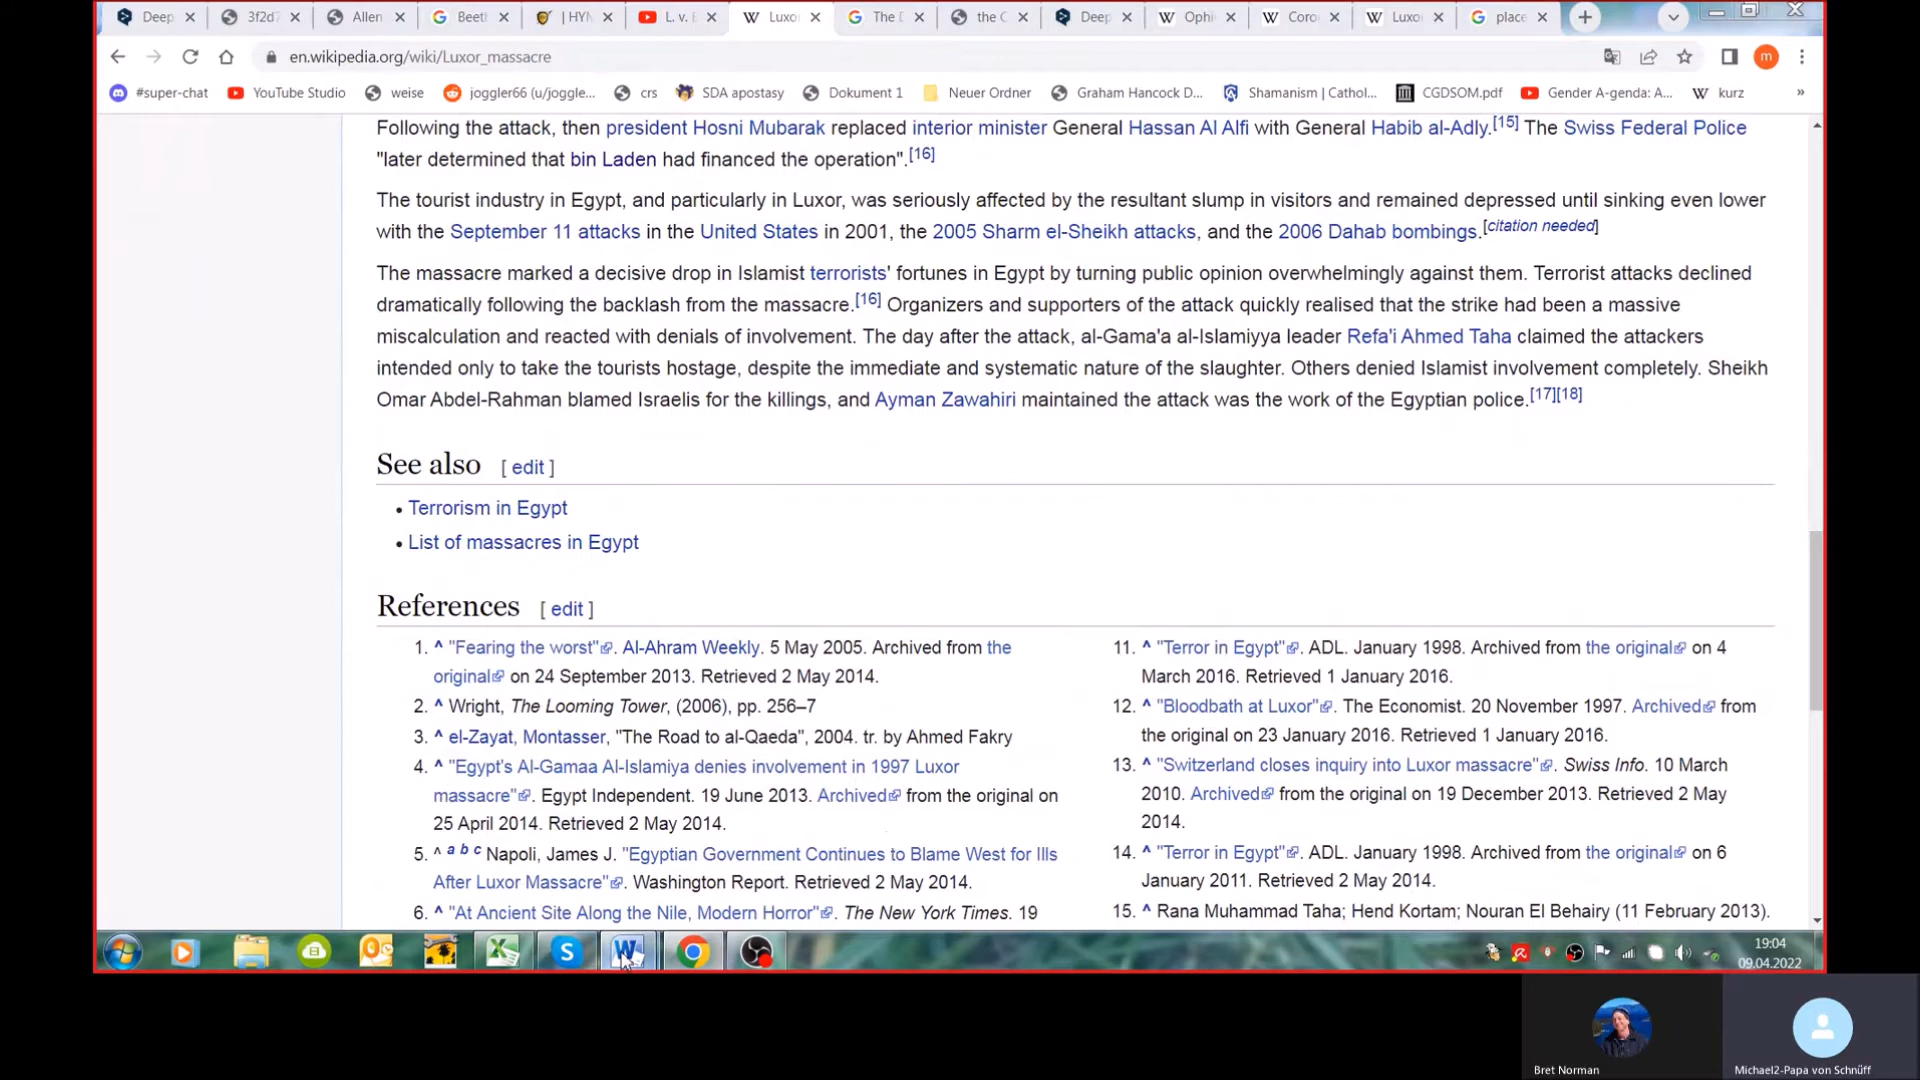 Deep
3f2d7
Allen
Beeth
| HYM
L. v. B
Luxor
The D
the C
Deep
Ophi
Coro
Luxo
place
en.wikipedia.org/wiki/Luxor_massacre
m
#super-chat
YouTube Studio
weise
joggler66 (u/joggle...
crs
SDA apostasy
Dokument 1
Neuer Ordner
Graham Hancock D...
Shamanism | Cathol...
CGDSOM.pdf
Gender A-genda: A...
kurz
»
Following the attack, then president Hosni Mubarak replaced interior minister General Hassan Al Alfi with General Habib al-Adly.[15] The Swiss Federal Police
"later determined that bin Laden had financed the operation".[16]
The tourist industry in Egypt, and particularly in Luxor, was seriously affected by the resultant slump in visitors and remained depressed until sinking even lower
with the September 11 attacks in the United States in 2001, the 2005 Sharm el-Sheikh attacks, and the 2006 Dahab bombings.[citation needed]
The massacre marked a decisive drop in Islamist terrorists' fortunes in Egypt by turning public opinion overwhelmingly against them. Terrorist attacks declined
dramatically following the backlash from the massacre.[16] Organizers and supporters of the attack quickly realised that the strike had been a massive
miscalculation and reacted with denials of involvement. The day after the attack, al-Gama'a al-Islamiyya leader Refa'i Ahmed Taha claimed the attackers
intended only to take the tourists hostage, despite the immediate and systematic nature of the slaughter. Others denied Islamist involvement completely. Sheikh
Omar Abdel-Rahman blamed Israelis for the killings, and Ayman Zawahiri maintained the attack was the work of the Egyptian police.[17][18]
See also [ edit ]
• Terrorism in Egypt
• List of massacres in Egypt
References [ edit ]
1. ^ "Fearing the worst". Al-Ahram Weekly. 5 May 2005. Archived from the
original on 24 September 2013. Retrieved 2 May 2014.
2. ^ Wright, The Looming Tower, (2006), pp. 256–7
3. ^ el-Zayat, Montasser, "The Road to al-Qaeda", 2004. tr. by Ahmed Fakry
4. ^ "Egypt's Al-Gamaa Al-Islamiya denies involvement in 1997 Luxor
massacre". Egypt Independent. 19 June 2013. Archived from the original on
25 April 2014. Retrieved 2 May 2014.
5. ^ a b c Napoli, James J. "Egyptian Government Continues to Blame West for Ills
After Luxor Massacre". Washington Report. Retrieved 2 May 2014.
6. ^ "At Ancient Site Along the Nile, Modern Horror". The New York Times. 19
11. ^ "Terror in Egypt". ADL. January 1998. Archived from the original on 4
March 2016. Retrieved 1 January 2016.
12. ^ "Bloodbath at Luxor". The Economist. 20 November 1997. Archived from
the original on 23 January 2016. Retrieved 1 January 2016.
13. ^ "Switzerland closes inquiry into Luxor massacre". Swiss Info. 10 March
2010. Archived from the original on 19 December 2013. Retrieved 2 May
2014.
14. ^ "Terror in Egypt". ADL. January 1998. Archived from the original on 6
January 2011. Retrieved 2 May 2014.
15. ^ Rana Muhammad Taha; Hend Kortam; Nouran El Behairy (11 February 2013).
19:04
09.04.2022
Bret Norman
Michael2-Papa von Schnüff